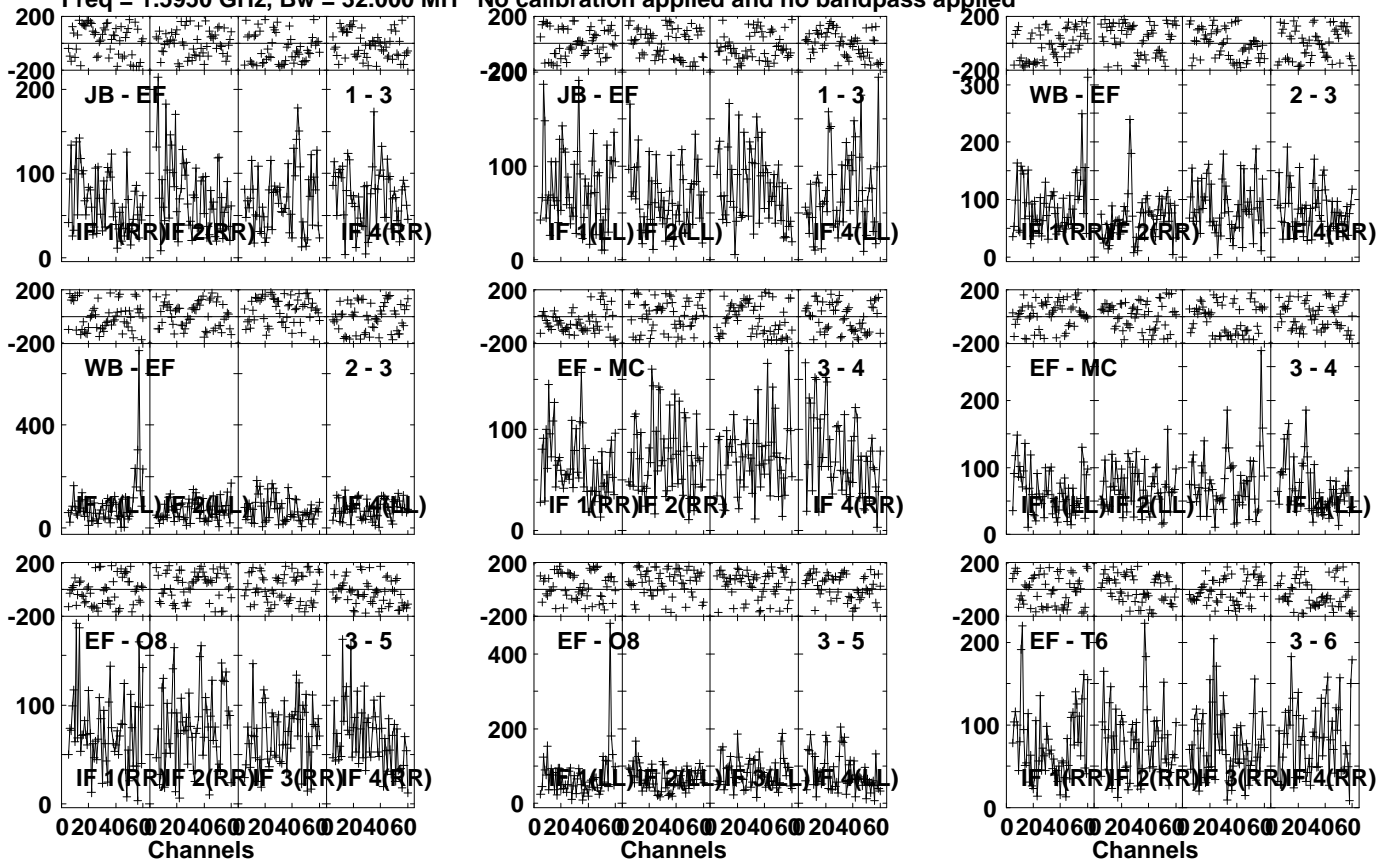 Freq = 1.5950 GHz, Bw = 32.000 MH No calibration applied and no bandpass applied
200 200 200
-200 -200 -200
200 200 300
JB - EF 1 - 3 JB - EF 1 - 3 WB - EF 2 - 3
200
100 100 100
IF 1(RR) IF 2(RR) IF 4(RR) IF 1(LL) IF 2(LL) IF 4(LL) IF 1(RR) IF 2(RR) IF 4(RR)
0 0 0
200 200 200
-200 -200 -200
WB - EF 2 - 3 EF - MC 3 - 4 EF - MC 3 - 4
400 100 200
100
IF 1(LL) IF 2(LL) IF 4(LL) IF 1(RR) IF 2(RR) IF 4(RR) IF 1(LL) IF 2(LL) IF 4(LL)
0 0 0
200 200 200
-200 -200 -200
EF - O8 3 - 5 EF - O8 3 - 5 EF - T6 3 - 6
400 200
100 200 100
IF 1(RR) IF 2(RR) IF 3(RR) IF 4(RR) IF 1(LL) IF 2(LL) IF 3(LL) IF 4(LL) IF 1(RR) IF 2(RR) IF 3(RR) IF 4(RR)
0 0 0
0 20 40 60 0 20 40 60 0 20 40 60 0 20 40 60 0 20 40 60 0 20 40 60 0 20 40 60 0 20 40 60 0 20 40 60 0 20 40 60 0 20 40 60 0 20 40 60
Channels Channels Channels